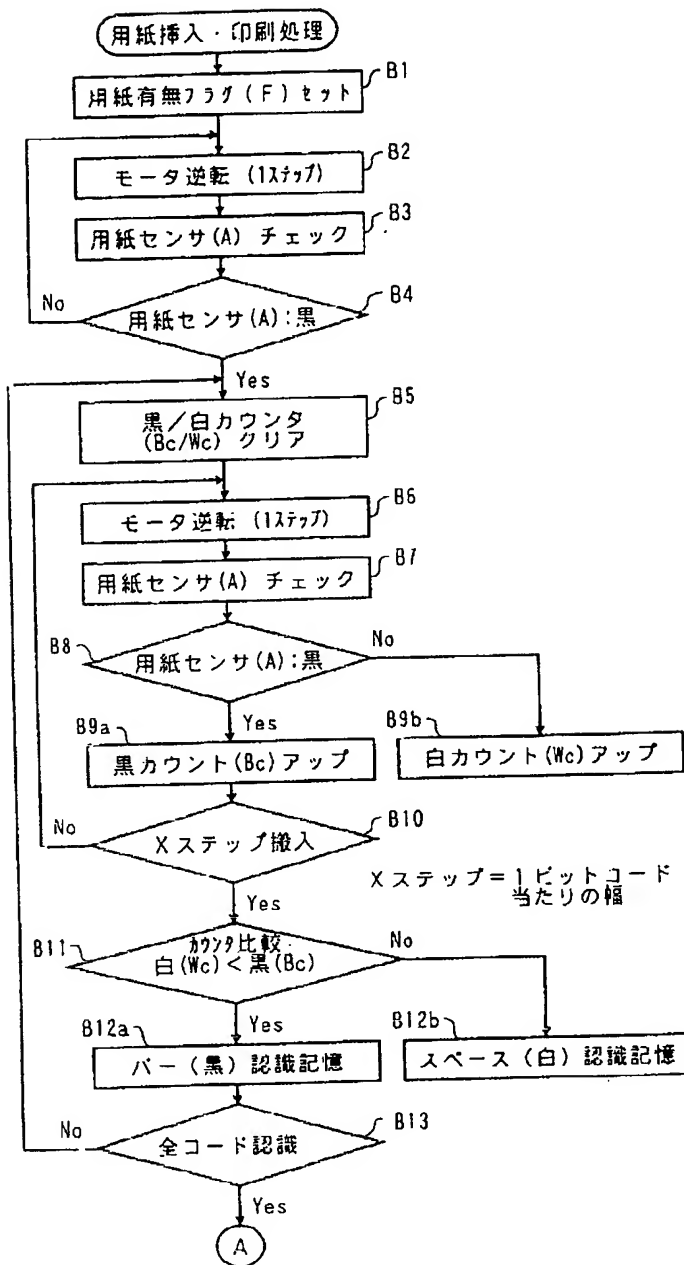 用紙挿入・印刷処理
B1
用紙有無フラグ(F)セット
B2
モータ逆転(1ステップ)
B3
用紙センサ(A) チェック
B4
No
用紙センサ(A):黒
Yes
B5
黒/白カウンタ
(Bc/Wc) クリア
B6
モータ逆転(1ステップ)
B7
用紙センサ(A) チェック
B8
No
用紙センサ(A):黒
Yes
B9a
B9b
黒カウント(Bc)アップ
白カウント(Wc)アップ
No
B10
Xステップ搬入
Xステップ=1ビットコード
当たりの幅
Yes
B11
カウンタ比較
No
白(Wc)<黒(Bc)
Yes
B12a
B12b
バー(黒)認識記憶
スペース(白)認識記憶
No
B13
全コード認識
Yes
A